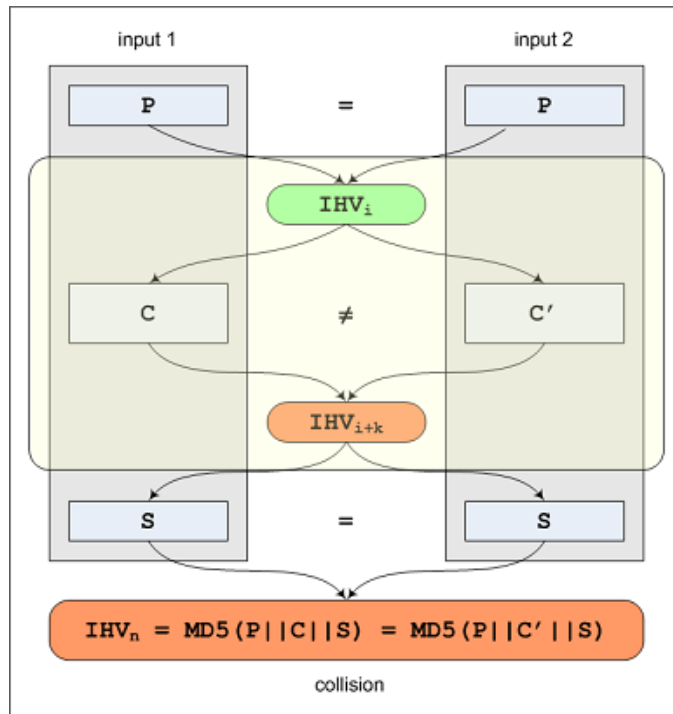 input 1 input 2
P = P
IHVi
C ≠ C'
IHVi+k
S = S
IHVn = MD5(P||C||S) = MD5(P||C'||S)
collision